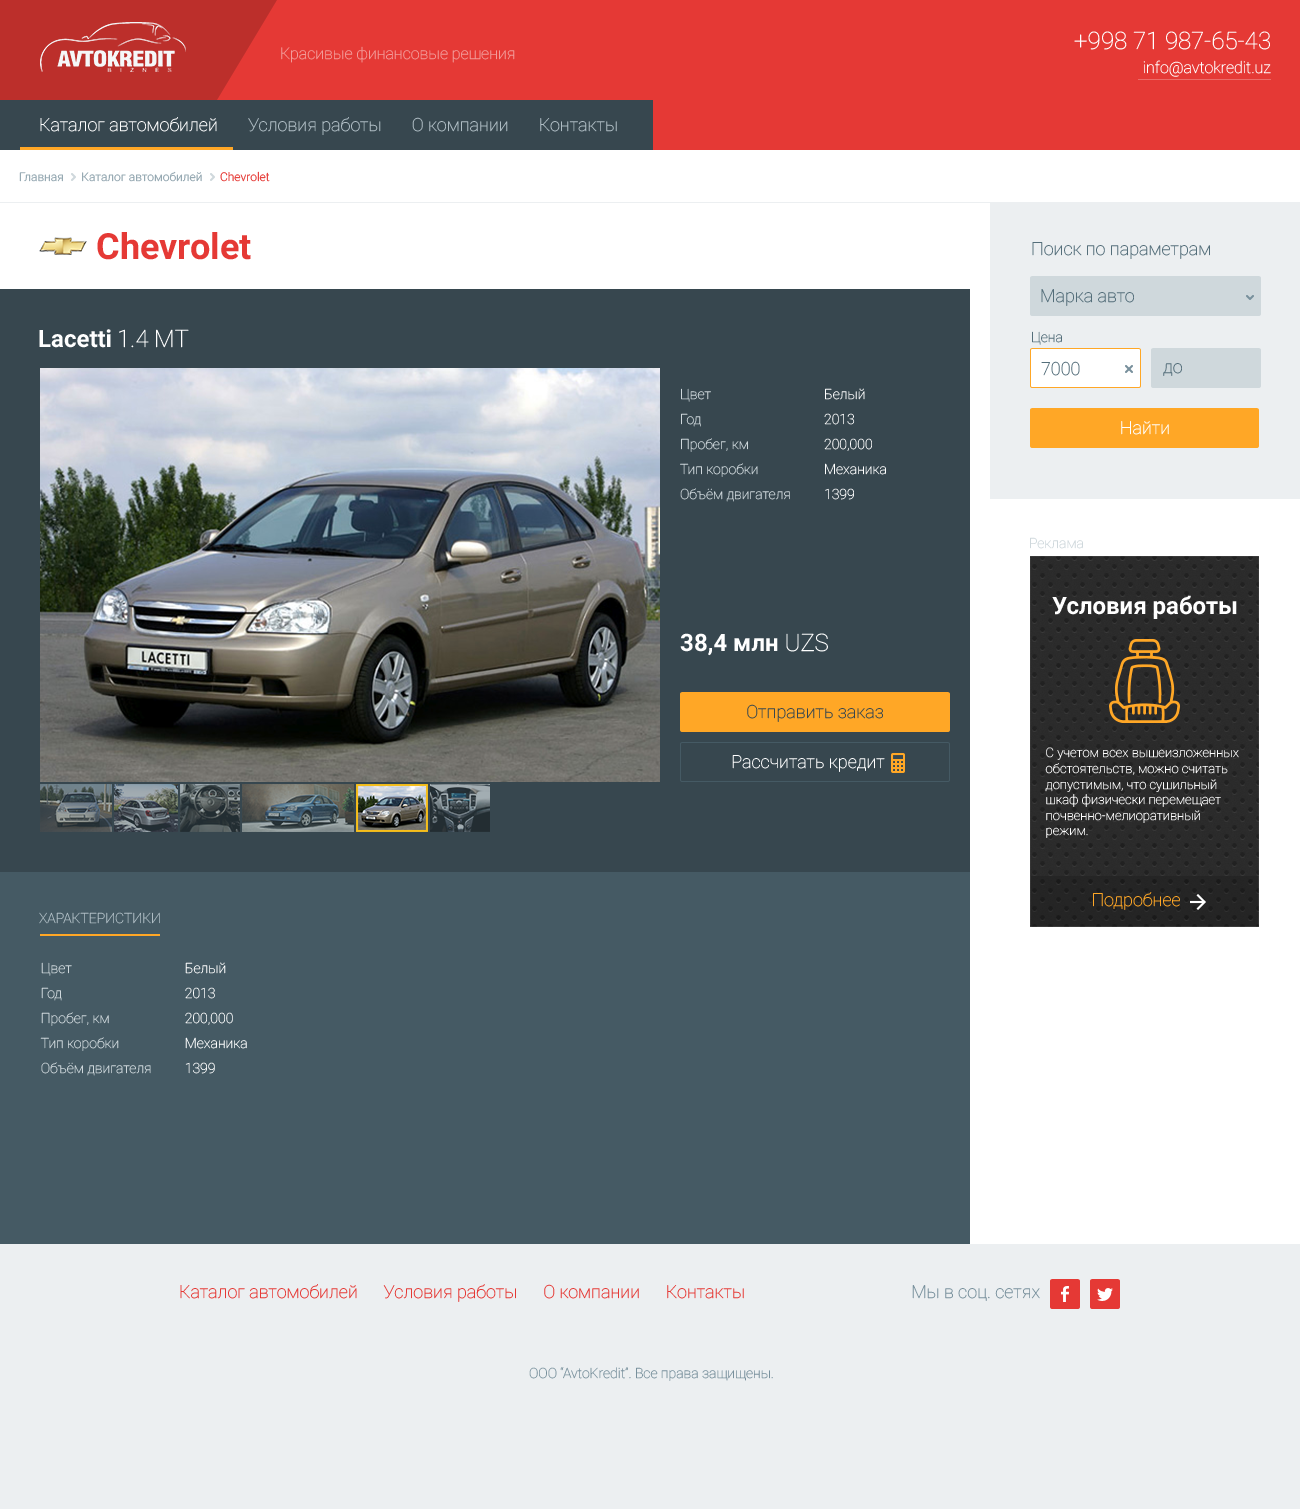 AVTOKREDIT
BIZNES
Красивые финансовые решения
+998 71 987-65-43
info@avtokredit.uz
Каталог автомобилей Условия работы О компании Контакты
Главная Каталог автомобилей Chevrolet
Chevrolet
Lacetti 1.4 MT
LACETTI
Цвет Белый
Год 2013
Пробег, км 200,000
Тип коробки Механика
Объём двигателя 1399
38,4 млн UZS
Отправить заказ
Рассчитать кредит
ХАРАКТЕРИСТИКИ
Цвет Белый
Год 2013
Пробег, км 200,000
Тип коробки Механика
Объём двигателя 1399
Поиск по параметрам
Марка авто
Цена
7000 до
Найти
Реклама
Условия работы
С учетом всех вышеизложенных
обстоятельств, можно считать
допустимым, что сушильный
шкаф физически перемещает
почвенно-мелиоративный
режим.
Подробнее
Каталог автомобилей Условия работы О компании Контакты
Мы в соц. сетях
ООО “AvtoKredit”. Все права защищены.